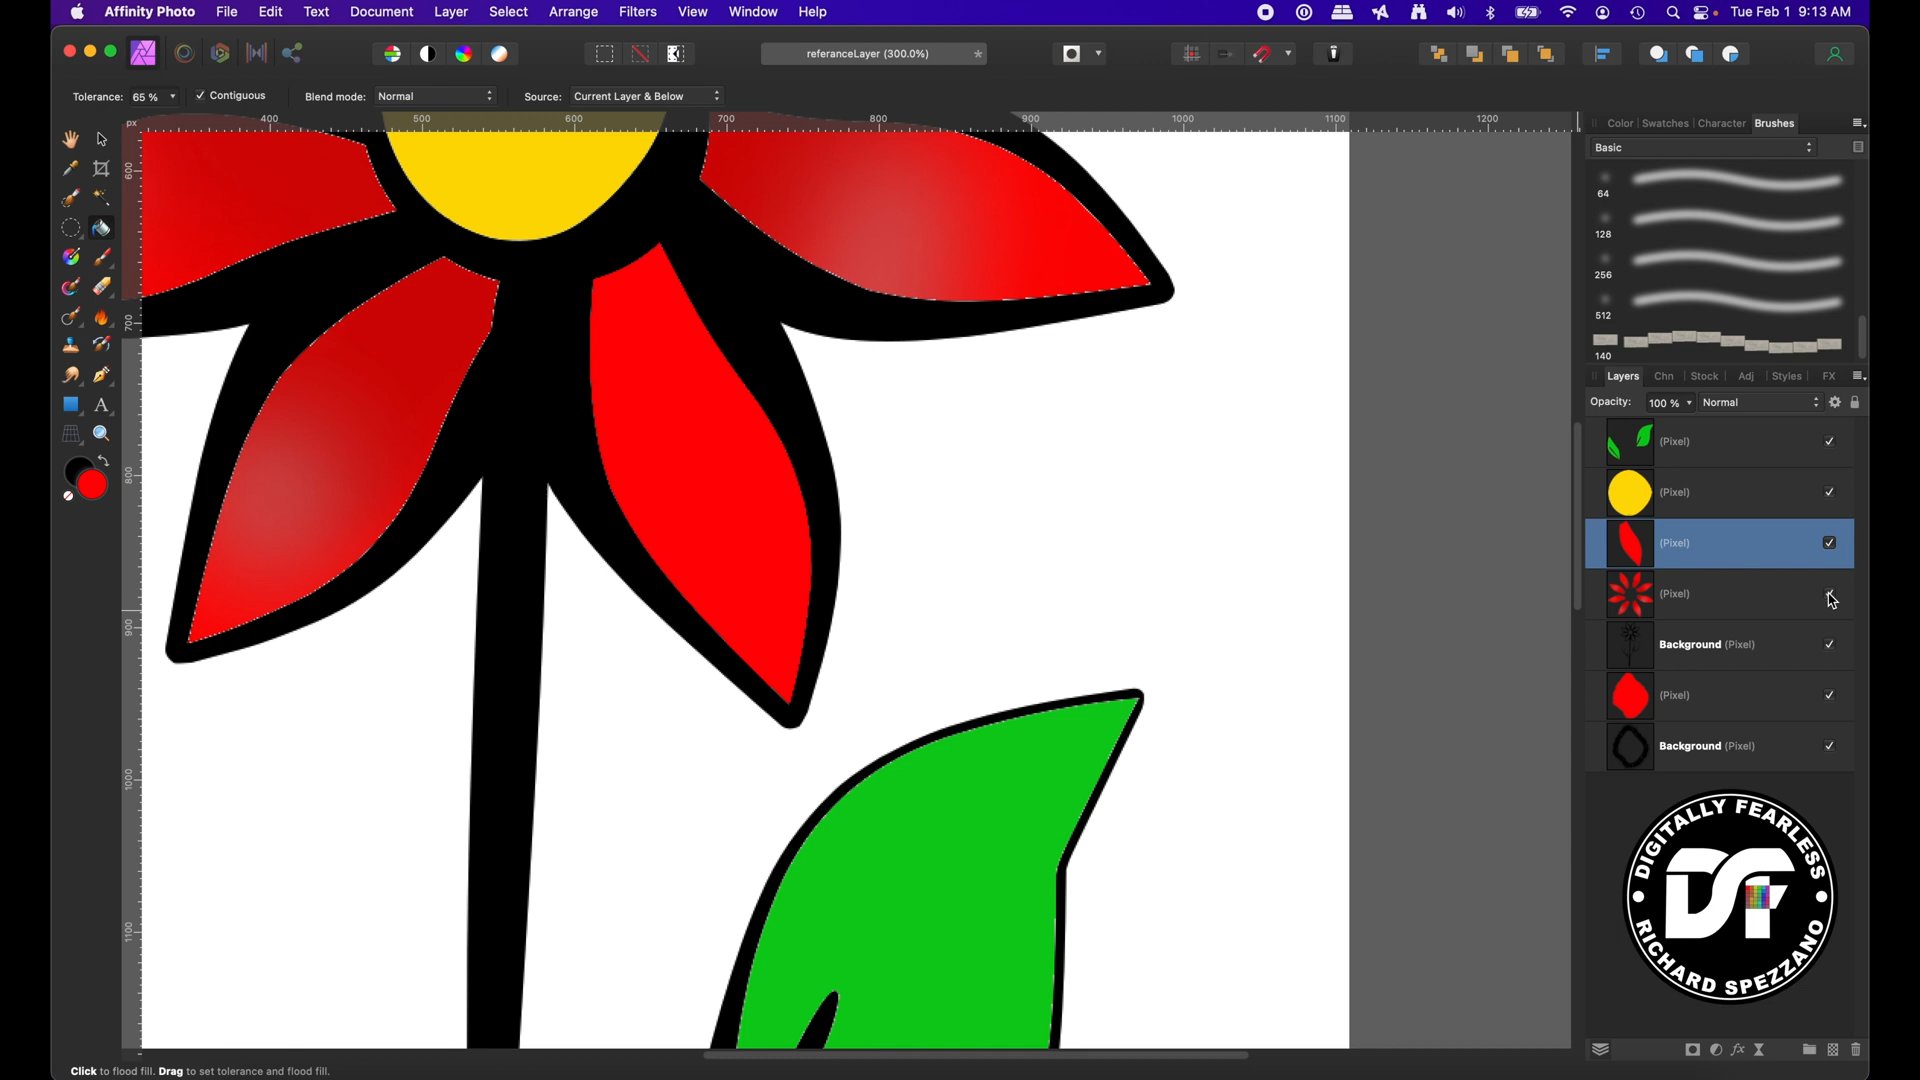 Affinity Photo File Edit Text Document Layer Select Arrange Filters View Window Help Tue Feb 1 9:13 AM
referanceLayer (300.0%) *
Tolerance: 65 % Contiguous Blend mode: Normal Source: Current Layer & Below
px 400 500 600 700 800 900 1000 1100 1200
600
700
800
900
1000
1100
Color Swatches Character Brushes
Basic
64
128
256
512
140
Layers Chn Stock Adj Styles FX
Opacity: 100 % Normal
(Pixel)
(Pixel)
(Pixel)
(Pixel)
Background (Pixel)
(Pixel)
Background (Pixel)
DIGITALLY FEARLESS
DF
RICHARD SPEZZANO
Click to flood fill. Drag to set tolerance and flood fill.